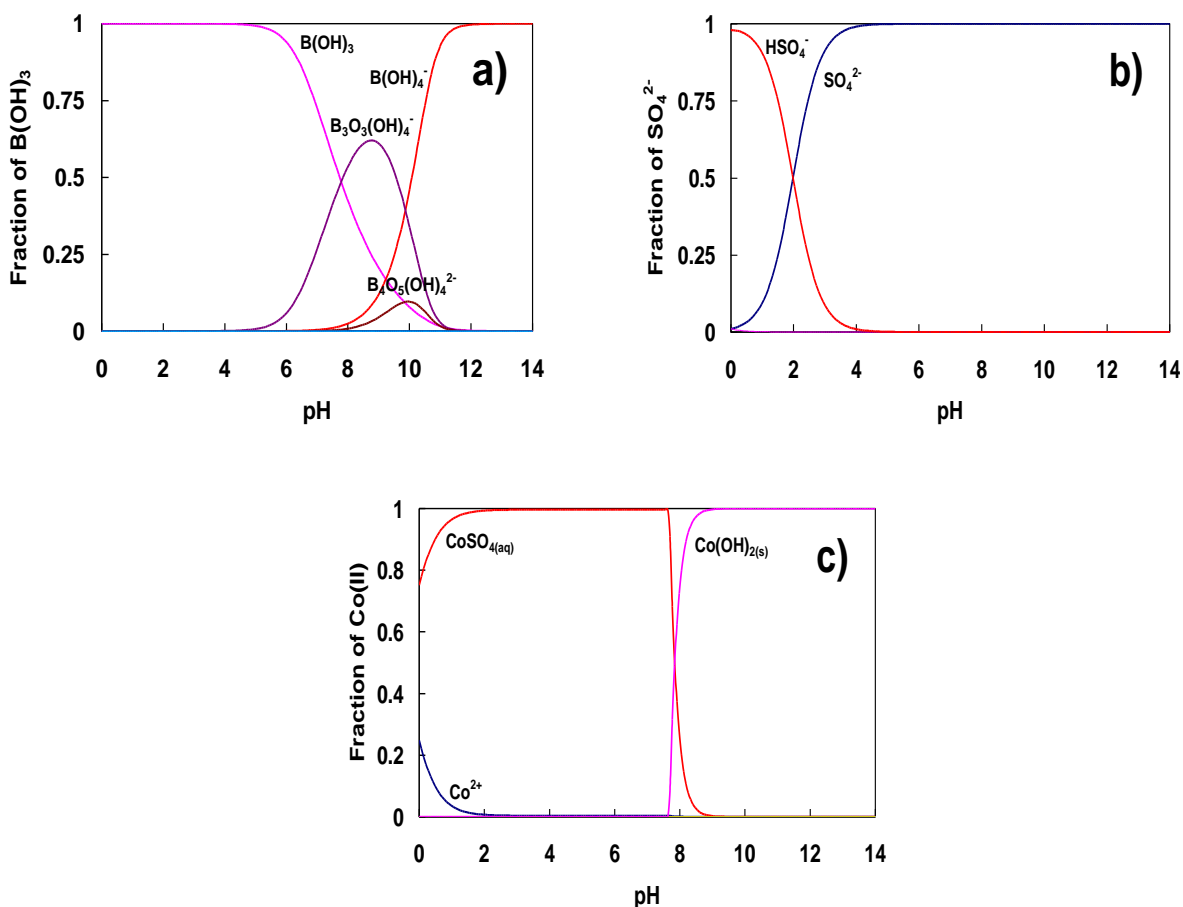 a)
Fraction of B(OH)₃
1
0.75
0.5
0.25
0
B(OH)₃
B(OH)₄⁻
B₃O₃(OH)₄⁻
B₄O₅(OH)₄²⁻
0 2 4 6 8 10 12 14
pH
b)
Fraction of SO₄²⁻
1
0.75
0.5
0.25
0
HSO₄⁻
SO₄²⁻
0 2 4 6 8 10 12 14
pH
c)
Fraction of Co(II)
1
0.8
0.6
0.4
0.2
0
CoSO₄₍ₐq₎
Co(OH)₂₍ₛ₎
Co²⁺
0 2 4 6 8 10 12 14
pH